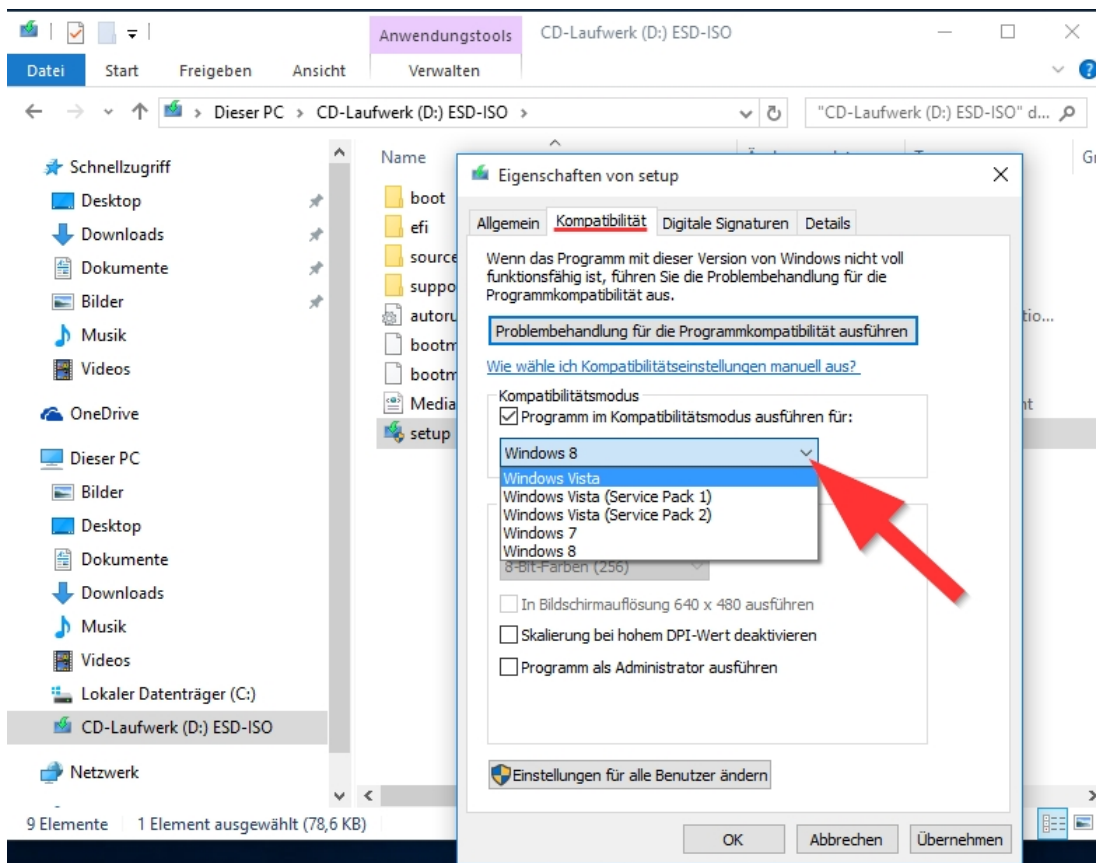 Anwendungstools
CD-Laufwerk (D:) ESD-ISO
Datei
Start
Freigeben
Ansicht
Verwalten
Dieser PC
CD-Laufwerk (D:) ESD-ISO
"CD-Laufwerk (D:) ESD-ISO" d...
Schnellzugriff
Desktop
Downloads
Dokumente
Bilder
Musik
Videos
OneDrive
Dieser PC
Bilder
Desktop
Dokumente
Downloads
Musik
Videos
Lokaler Datenträger (C:)
CD-Laufwerk (D:) ESD-ISO
Netzwerk
Name
boot
efi
source
suppo
autoru
bootm
bootm
Media
setup
Eigenschaften von setup
Allgemein
Kompatibilität
Digitale Signaturen
Details
Wenn das Programm mit dieser Version von Windows nicht voll
funktionsfähig ist, führen Sie die Problembehandlung für die
Programmkompatibilität aus.
Problembehandlung für die Programmkompatibilität ausführen
Wie wähle ich Kompatibilitätseinstellungen manuell aus?
Kompatibilitätsmodus
Programm im Kompatibilitätsmodus ausführen für:
Windows 8
Windows Vista
Windows Vista (Service Pack 1)
Windows Vista (Service Pack 2)
Windows 7
Windows 8
8-Bit-Farben (256)
In Bildschirmauflösung 640 x 480 ausführen
Skalierung bei hohem DPI-Wert deaktivieren
Programm als Administrator ausführen
Einstellungen für alle Benutzer ändern
OK
Abbrechen
Übernehmen
9 Elemente
1 Element ausgewählt (78,6 KB)